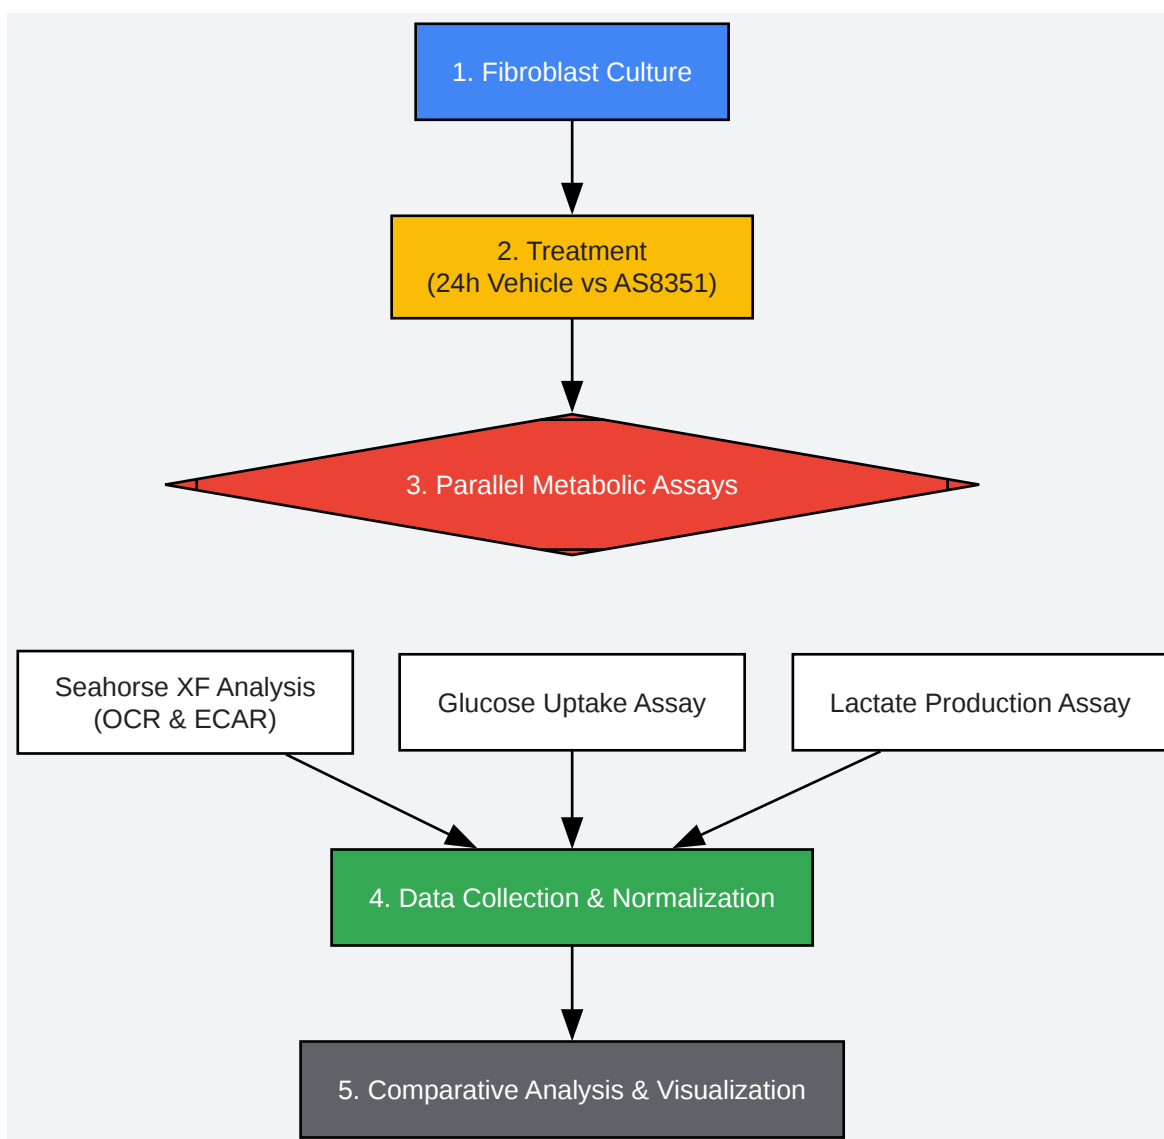 1. Fibroblast Culture
2. Treatment
(24h Vehicle vs AS8351)
3. Parallel Metabolic Assays
Seahorse XF Analysis
(OCR & ECAR)
Glucose Uptake Assay
Lactate Production Assay
4. Data Collection & Normalization
5. Comparative Analysis & Visualization